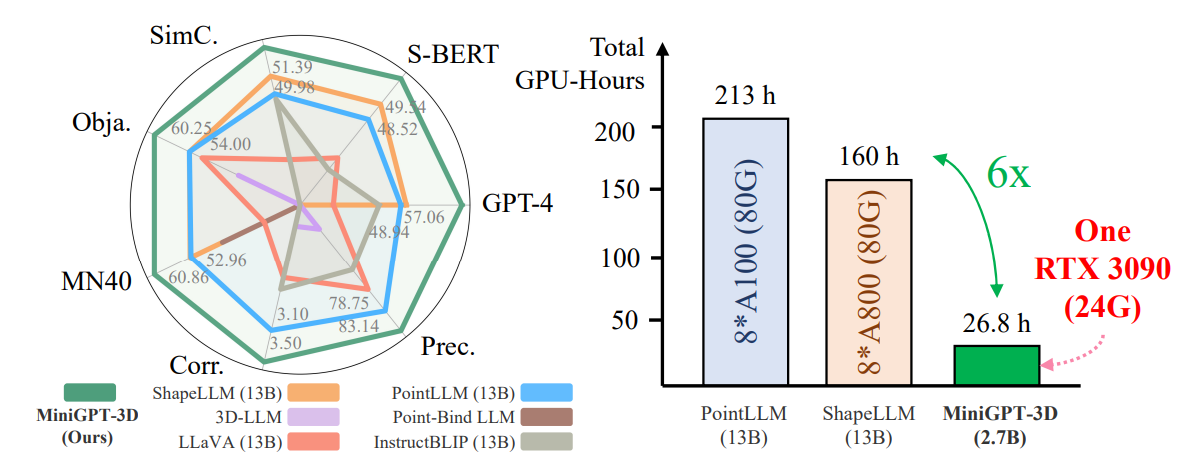 SimC.
S-BERT
51.39
49.98
49.54
48.52
Obja.
60.25
54.00
GPT-4
57.06
48.94
MN40
52.96
60.86
78.75
83.14
3.10
3.50
Prec.
Corr.
MiniGPT-3D
(Ours)
ShapeLLM (13B)
3D-LLM
LLaVA (13B)
PointLLM (13B)
Point-Bind LLM
InstructBLIP (13B)
Total
GPU-Hours
200
150
100
50
213 h
8*A100 (80G)
160 h
8*A800 (80G)
6x
One
RTX 3090
(24G)
26.8 h
PointLLM
(13B)
ShapeLLM
(13B)
MiniGPT-3D
(2.7B)